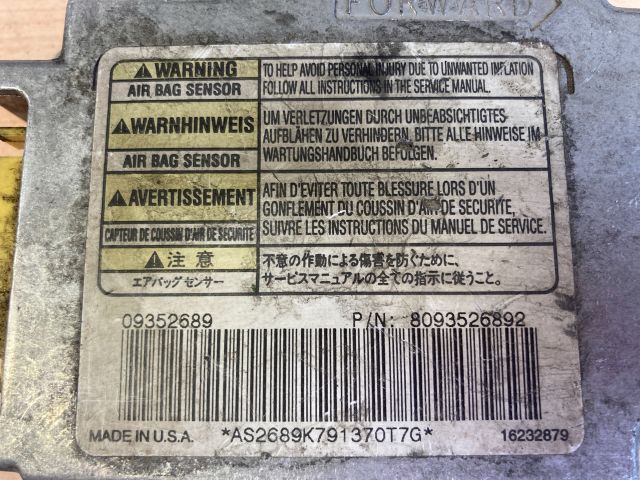 FORWARD
WARNING
AIR BAG SENSOR
TO HELP AVOID PERSONAL INJURY DUE TO UNWANTED INFLATION
FOLLOW ALL INSTRUCTIONS IN THE SERVICE MANUAL.
WARNHINWEIS
AIR BAG SENSOR
UM VERLETZUNGEN DURCH UNBEABSICHTIGTES
AUFBLÄHEN ZU VERHINDERN, BITTE ALLE HINWEISE IM
WARTUNGSHANDBUCH BEFOLGEN.
AVERTISSEMENT
CAPTEUR DE COUSSIN D'AIR DE SECURITE
AFIN D'EVITER TOUTE BLESSURE LORS D'UN
GONFLEMENT DU COUSSIN D'AIR DE SECURITE,
SUIVRE LES INSTRUCTIONS DU MANUEL DE SERVICE.
注意
エアバッグセンサー
不意の作動による傷害を防ぐために、
サービスマニュアルの全ての指示に従うこと。
09352689 P/N: 8093526892
MADE IN U.S.A. *AS2689K791370T7G* 16232879